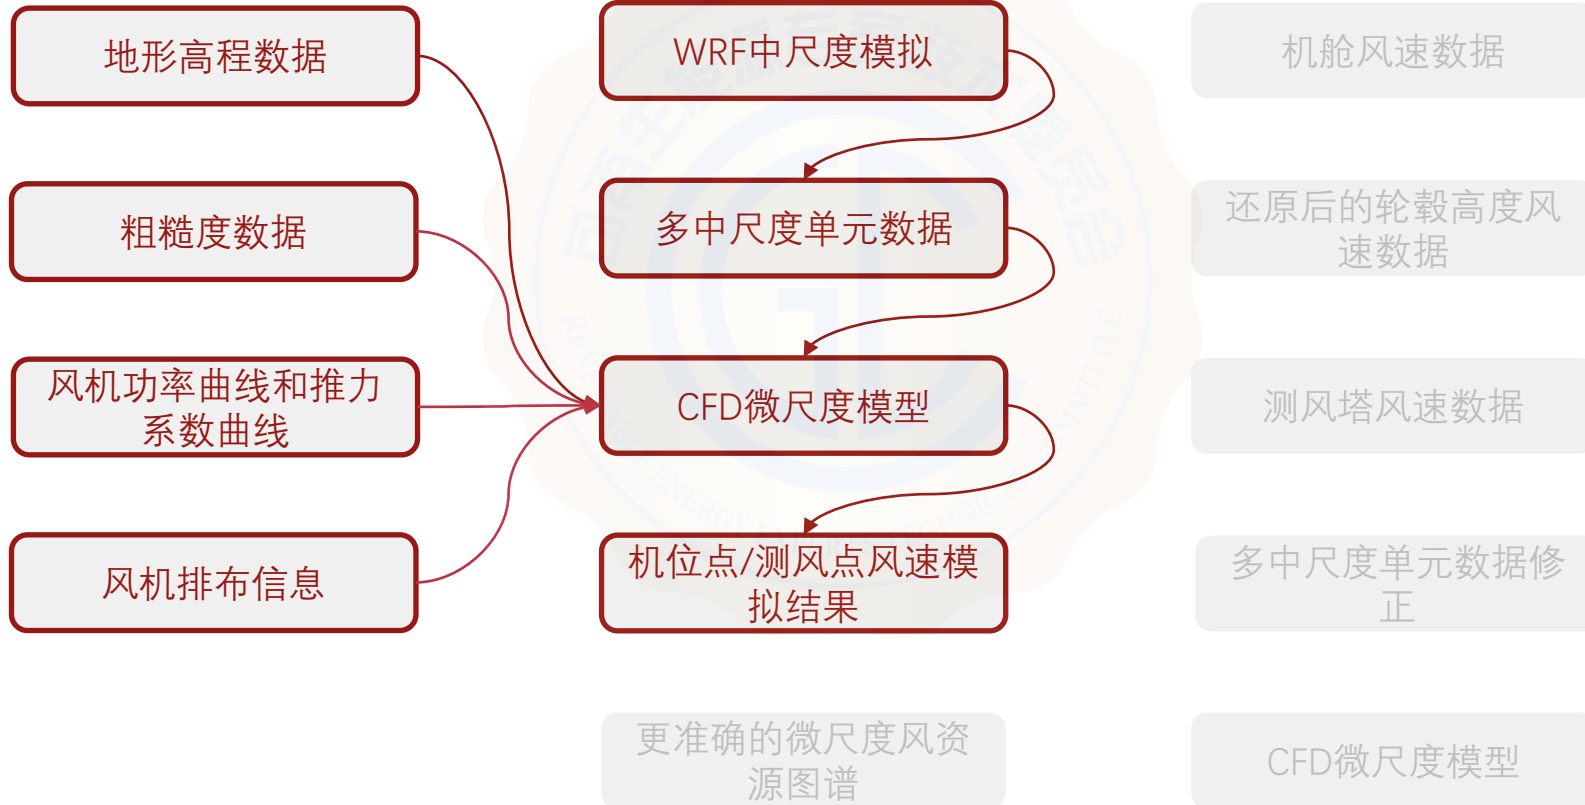 地形高程数据
WRF中尺度模拟
机舱风速数据
粗糙度数据
多中尺度单元数据
还原后的轮毂高度风
速数据
风机功率曲线和推力
系数曲线
CFD微尺度模型
测风塔风速数据
风机排布信息
机位点/测风点风速模
拟结果
多中尺度单元数据修
正
更准确的微尺度风资
源图谱
CFD微尺度模型